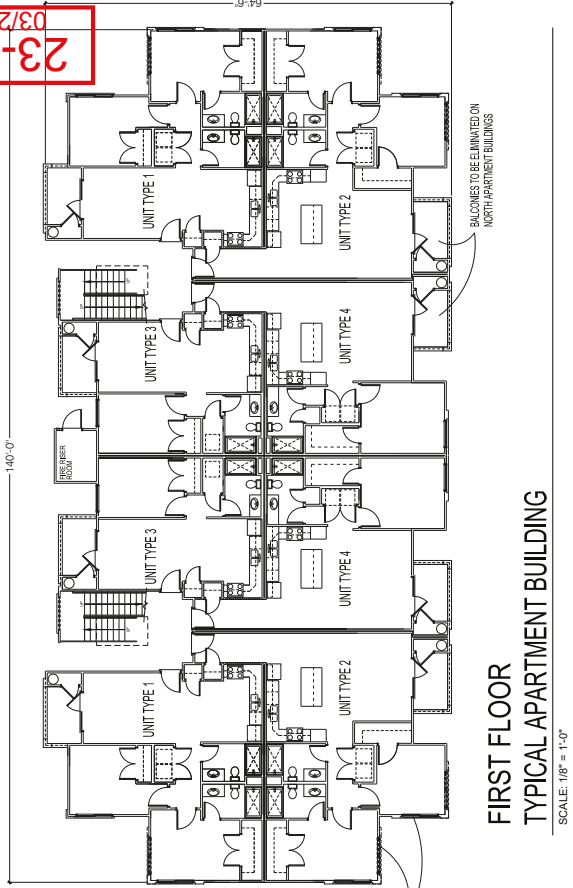 140'-0"
64'-6"
23-
03/2
UNIT TYPE 1
UNIT TYPE 3
FIRE RISER
ROOM
UNIT TYPE 3
UNIT TYPE 1
UNIT TYPE 2
UNIT TYPE 4
UNIT TYPE 4
UNIT TYPE 2
BALCONIES TO BE ELIMINATED ON
NORTH APARTMENT BUILDINGS
FIRST FLOOR
TYPICAL APARTMENT BUILDING
SCALE: 1/8" = 1'-0"